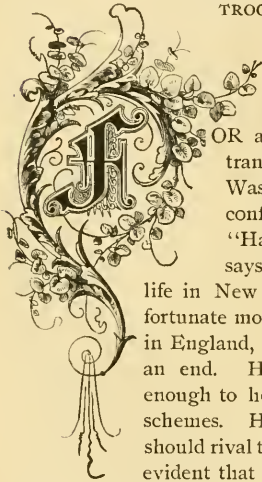 TROO
FOR a
tran
Was
conf
"Ha
says
life in New
fortunate mo
in England,
an end. H
enough to h
schemes. H
should rival t
evident that